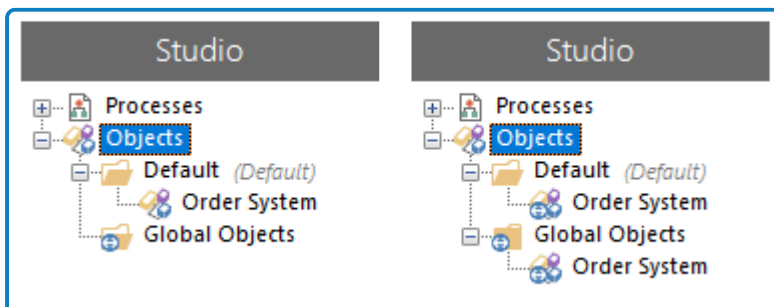 Studio
Processes
Objects
Default (Default)
Order System
Global Objects
Studio
Processes
Objects
Default (Default)
Order System
Global Objects
Order System